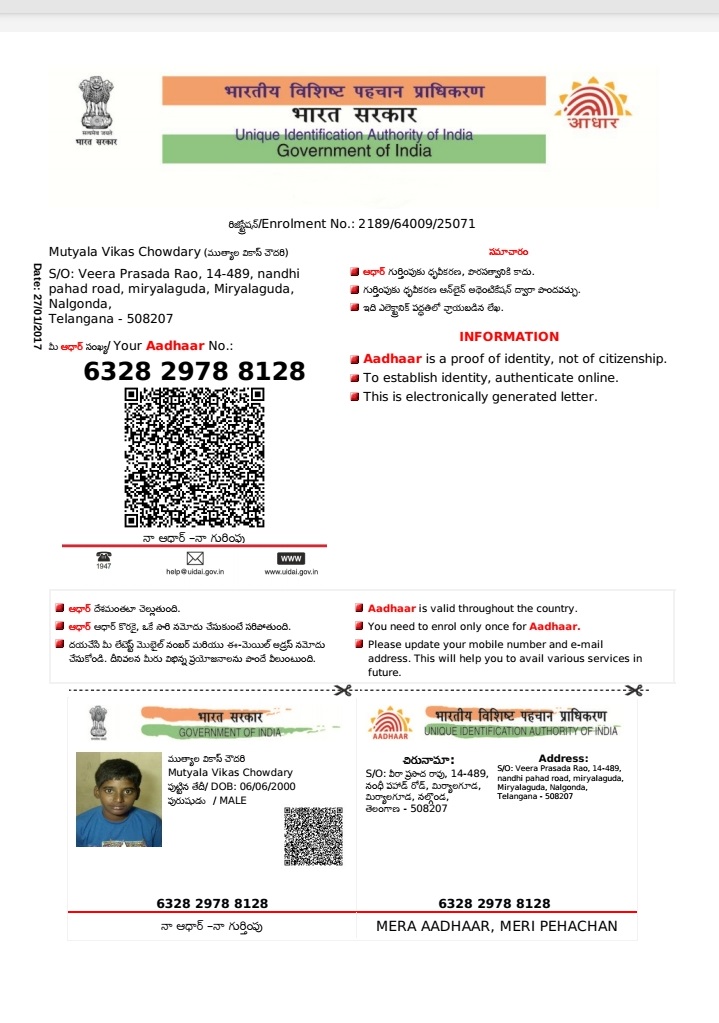 भारतीय विशिष्ट पहचान प्राधिकरण
भारत सरकार
Unique Identification Authority of India
Government of India
सत्यमेव जयते
भारत सरकार
आधार
రిజిస్ట్రేషన్/Enrolment No.: 2189/64009/25071
Date: 27/01/2017
Mutyala Vikas Chowdary (ముత్యాల వికాస్ చౌదరి)
S/O: Veera Prasada Rao, 14-489, nandhi
pahad road, miryalaguda, Miryalaguda,
Nalgonda,
Telangana - 508207
మీ ఆధార్ సంఖ్య/ Your Aadhaar No.:
6328 2978 8128
నా ఆధార్ –నా గురింపు
1947
help@uidai.gov.in
www
www.uidai.gov.in
సమాచారం
ఆధార్ గుర్తింపుకు ధృవీకరణ, పౌరసత్వానికి కాదు.
గుర్తింపుకు ధృవీకరణ ఆన్‌లైన్ అథెంటికేషన్ ద్వారా పొందవచ్చు.
ఇది ఎలెక్ట్రానిక్ పద్ధతిలో వ్రాయబడిన లేఖ.
INFORMATION
Aadhaar is a proof of identity, not of citizenship.
To establish identity, authenticate online.
This is electronically generated letter.
ఆధార్ దేశమంతటా చెల్లుతుంది.
ఆధార్ ఆధార్ కొరకై, ఒకే సారి నమోదు చేసుకుంటే సరిపోతుంది.
దయచేసి మీ లేటెస్ట్ మొబైల్ నంబర్ మరియు ఈ-మెయిల్ అడ్రస్ నమోదు
చేసుకోండి. దీనివలన మీరు విభిన్న ప్రయోజనాలను పొందే వీలుంటుంది.
Aadhaar is valid throughout the country.
You need to enrol only once for Aadhaar.
Please update your mobile number and e-mail
address. This will help you to avail various services in
future.
भारत सरकार
GOVERNMENT OF INDIA
ముత్యాల వికాస్ చౌదరి
Mutyala Vikas Chowdary
పుట్టిన తేదీ/ DOB: 06/06/2000
పురుషుడు / MALE
6328 2978 8128
నా ఆధార్ –నా గుర్తింపు
AADHAAR
भारतीय विशिष्ट पहचान प्राधिकरण
UNIQUE IDENTIFICATION AUTHORITY OF INDIA
చిరునామా:
S/O: వీరా ప్రసాద రావు, 14-489,
నంధీ పహాడ్ రోడ్, మిర్యాలగూడ,
మిర్యాలగూడ, నల్గొండ,
తెలంగాణ - 508207
Address:
S/O: Veera Prasada Rao, 14-489,
nandhi pahad road, miryalaguda,
Miryalaguda, Nalgonda,
Telangana - 508207
6328 2978 8128
MERA AADHAAR, MERI PEHACHAN